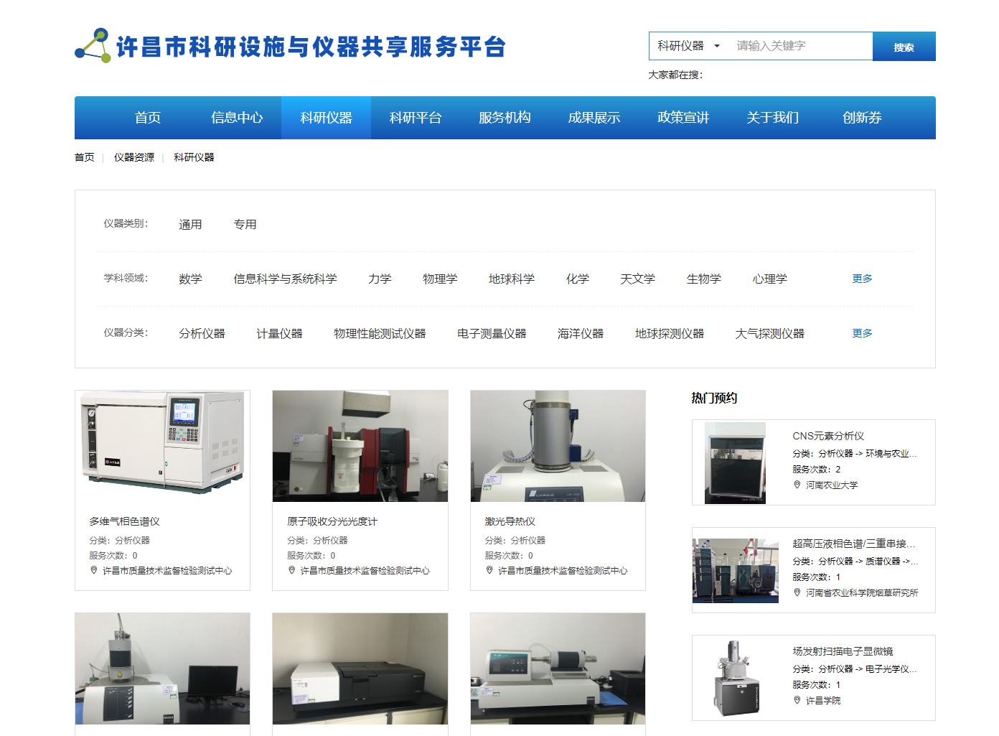 许昌市科研设施与仪器共享服务平台
科研仪器 请输入关键字 搜索
大家都在搜：
首页 信息中心 科研仪器 科研平台 服务机构 成果展示 政策宣讲 关于我们 创新券
首页 | 仪器资源 | 科研仪器
仪器类别： 通用 专用
学科领域： 数学 信息科学与系统科学 力学 物理学 地球科学 化学 天文学 生物学 心理学 更多
仪器分类： 分析仪器 计量仪器 物理性能测试仪器 电子测量仪器 海洋仪器 地球探测仪器 大气探测仪器 更多
多维气相色谱仪
分类：分析仪器
服务次数：0
许昌市质量技术监督检验测试中心
原子吸收分光光度计
分类：分析仪器
服务次数：0
许昌市质量技术监督检验测试中心
激光导热仪
分类：分析仪器
服务次数：0
许昌市质量技术监督检验测试中心
热门预约
CNS元素分析仪
分类：分析仪器 -> 环境与农业...
服务次数：2
河南农业大学
超高压液相色谱/三重串接...
分类：分析仪器 -> 质谱仪器 ->...
服务次数：1
河南省农业科学院烟草研究所
场发射扫描电子显微镜
分类：分析仪器 -> 电子光学仪...
服务次数：1
许昌学院